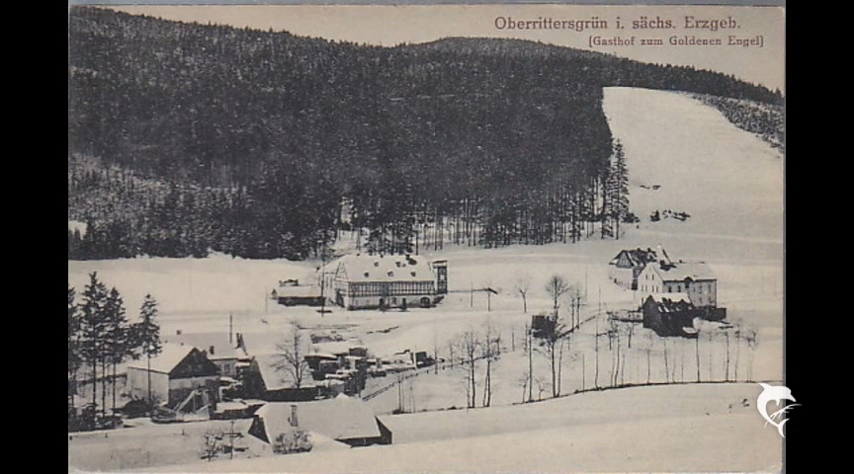 Oberrittersgrün i. sächs. Erzgeb.
[Gasthof zum Goldenen Engel]